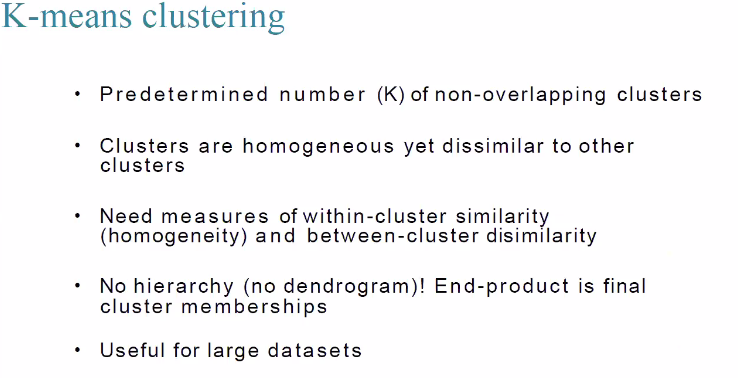 K-means clustering
• Predetermined number (K) of non-overlapping clusters
• Clusters are homogeneous yet dissimilar to other
clusters
• Need measures of within-cluster similarity
(homogeneity) and between-cluster disimilarity
• No hierarchy (no dendrogram)! End-product is final
cluster memberships
• Useful for large datasets